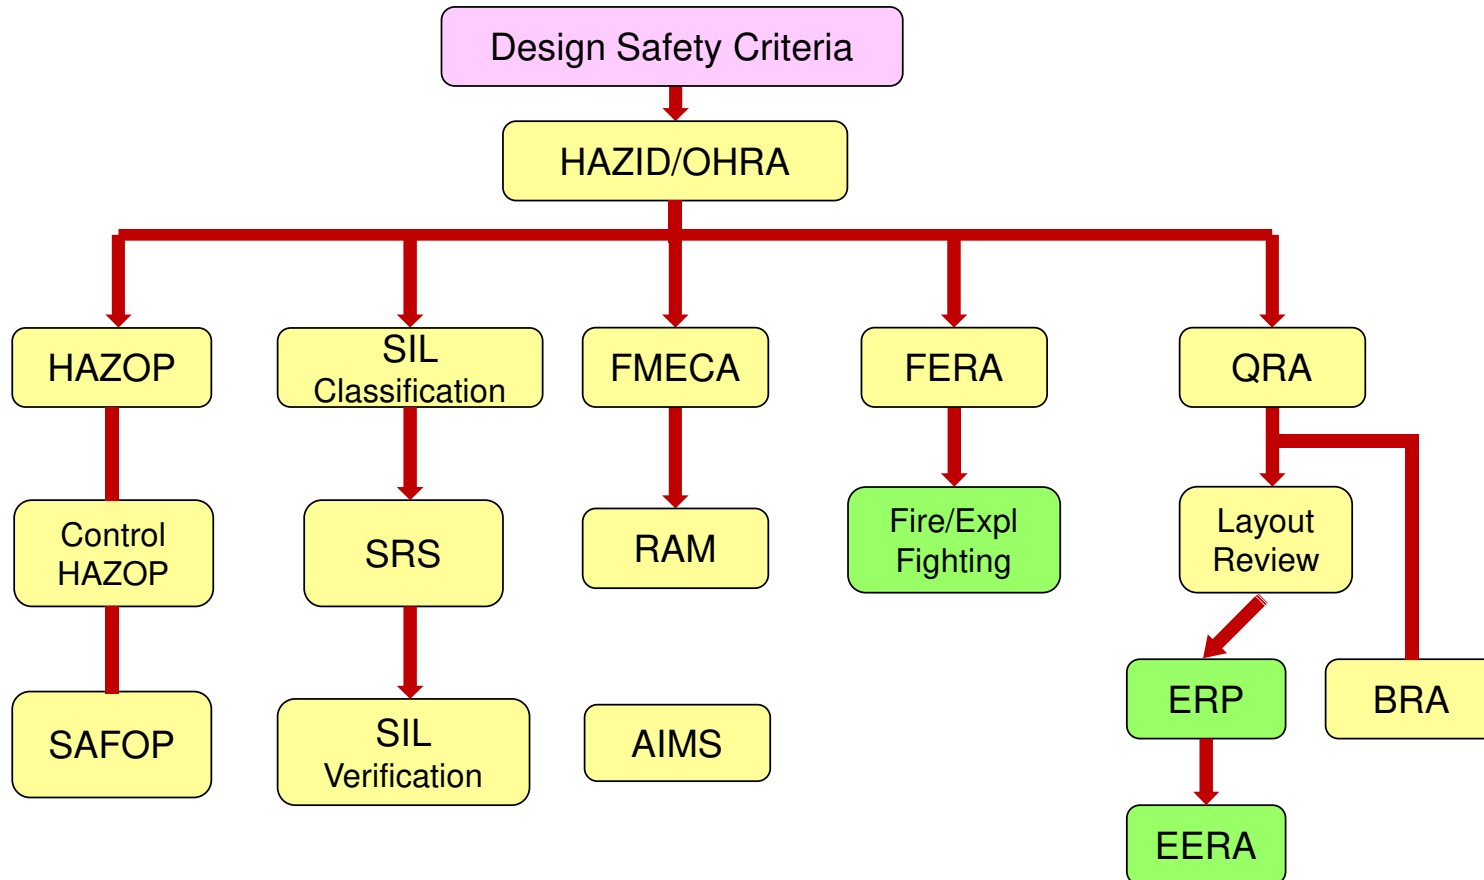 Design Safety Criteria
HAZID/OHRA
HAZOP
SIL
Classification
FMECA
FERA
QRA
Control
HAZOP
SRS
RAM
Fire/Expl
Fighting
Layout
Review
SAFOP
SIL
Verification
AIMS
ERP
BRA
EERA